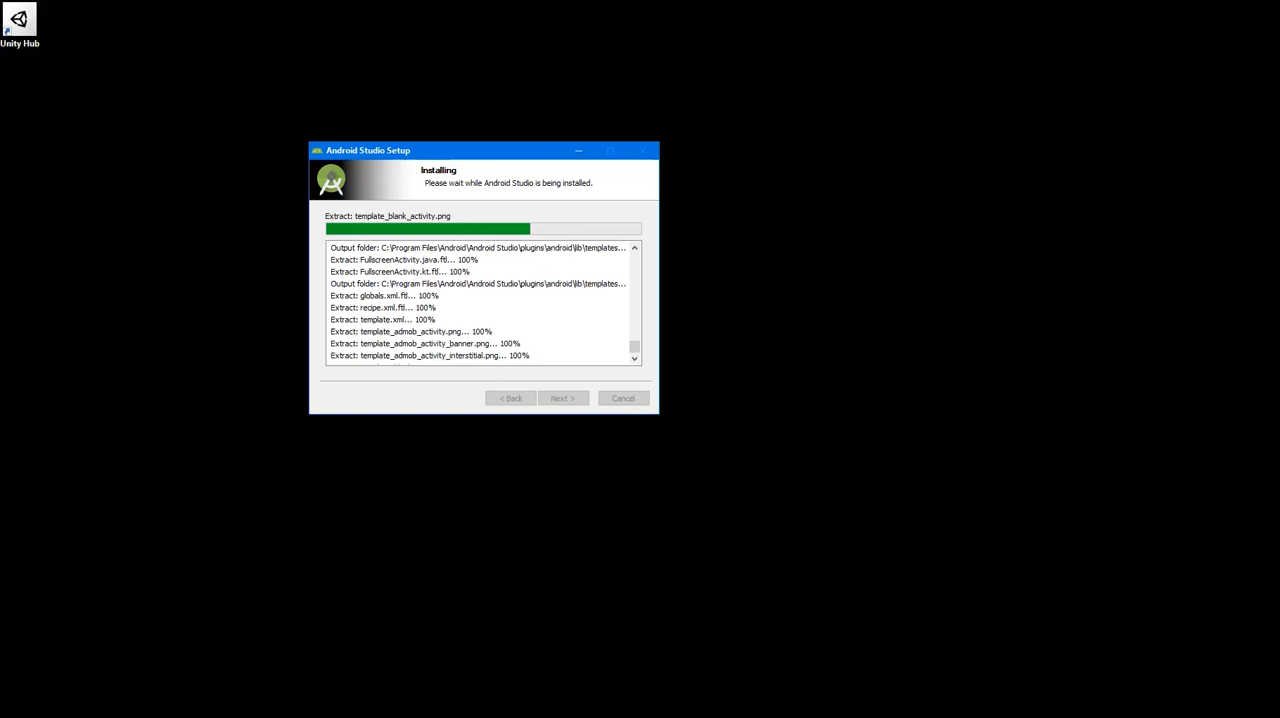 Unity Hub
Android Studio Setup
Installing
Please wait while Android Studio is being installed.
Extract: template_blank_activity.png
Output folder: C:\Program Files\Android\Android Studio\plugins\android\lib\templates...
Extract: FullscreenActivity.java.ftl... 100%
Extract: FullscreenActivity.kt.ftl... 100%
Output folder: C:\Program Files\Android\Android Studio\plugins\android\lib\templates...
Extract: globals.xml.ftl... 100%
Extract: recipe.xml.ftl... 100%
Extract: template.xml... 100%
Extract: template_admob_activity.png... 100%
Extract: template_admob_activity_banner.png... 100%
Extract: template_admob_activity_interstitial.png... 100%
< Back Next > Cancel